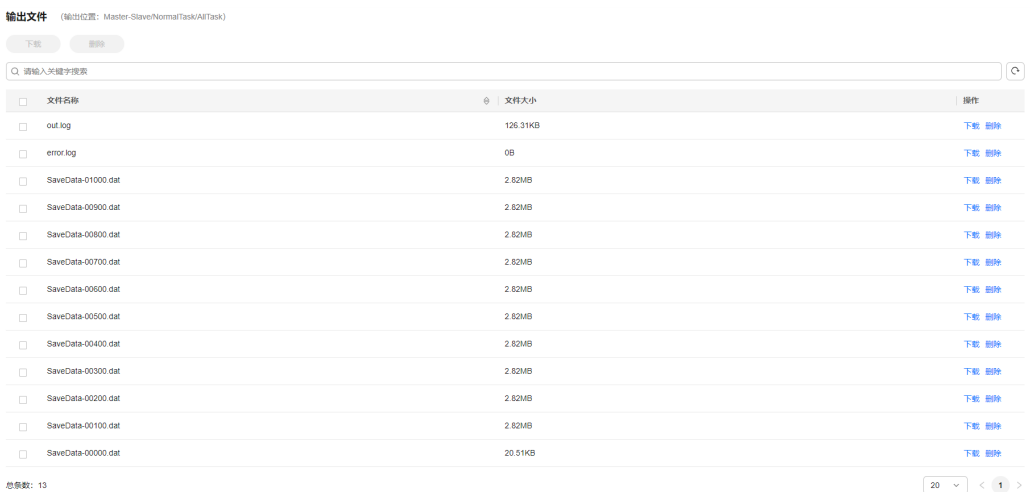 输出文件 (输出位置：Master-Slave/NormalTask/AllTask)
下载 删除
请输入关键字搜索
文件名称 文件大小 操作
out.log 126.31KB 下载 删除
error.log 0B 下载 删除
SaveData-01000.dat 2.82MB 下载 删除
SaveData-00900.dat 2.82MB 下载 删除
SaveData-00800.dat 2.82MB 下载 删除
SaveData-00700.dat 2.82MB 下载 删除
SaveData-00600.dat 2.82MB 下载 删除
SaveData-00500.dat 2.82MB 下载 删除
SaveData-00400.dat 2.82MB 下载 删除
SaveData-00300.dat 2.82MB 下载 删除
SaveData-00200.dat 2.82MB 下载 删除
SaveData-00100.dat 2.82MB 下载 删除
SaveData-00000.dat 20.51KB 下载 删除
总条数：13 20 < 1 >